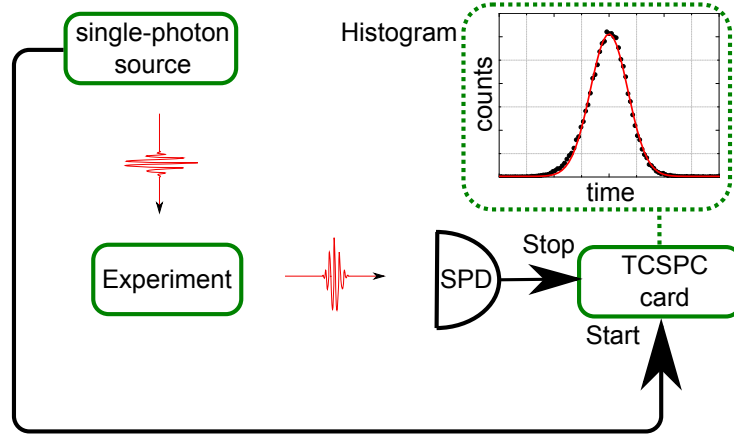 single-photon
source
Histogram
counts
time
Experiment
SPD
Stop
TCSPC
card
Start